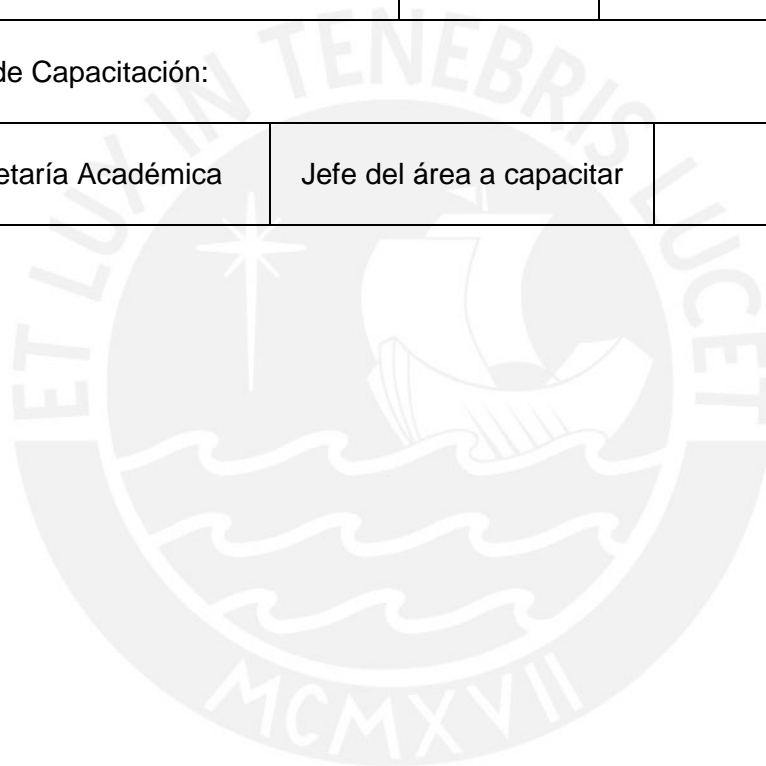 de Capacitación:
etaría Académica
Jefe del área a capacitar
ET LUX IN TENEBRIS LUCET
MCMXVII